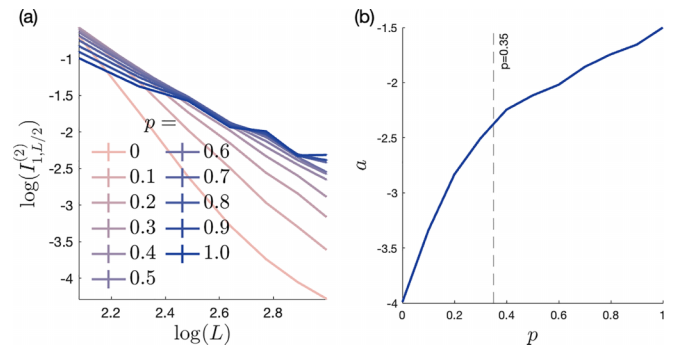 (a)
-1
-1.5
-2
-2.5
-3
-3.5
-4
log(I^{(2)}_{1,L/2})
p =
0
0.1
0.2
0.3
0.4
0.5
0.6
0.7
0.8
0.9
1.0
2.2 2.4 2.6 2.8
log(L)
(b)
-1.5
-2
-2.5
-3
-3.5
-4
a
p=0.35
0 0.2 0.4 0.6 0.8 1
p